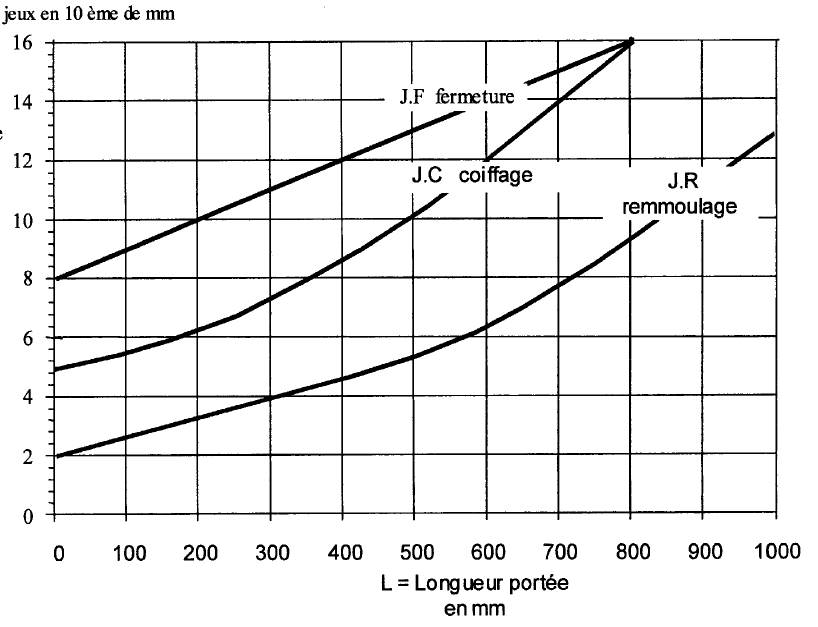 jeux en 10 ème de mm
16
14
e
12
10
8
6
4
2
0
J.F fermeture
J.C coiffage
J.R
remmoulage
0 100 200 300 400 500 600 700 800 900 1000
L = Longueur portée
en mm